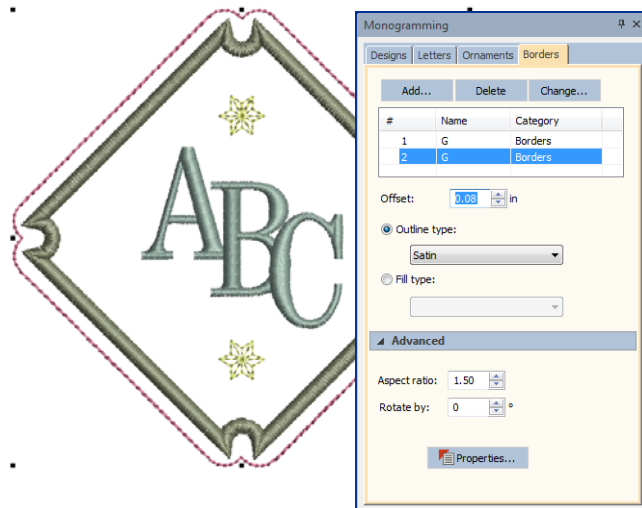 Monogramming
Designs Letters Ornaments Borders
Add... Delete Change...
# Name Category
1 G Borders
2 G Borders
Offset: 0.08 in
Outline type:
Satin
Fill type:
Advanced
Aspect ratio: 1.50
Rotate by: 0 °
Properties...
ABC